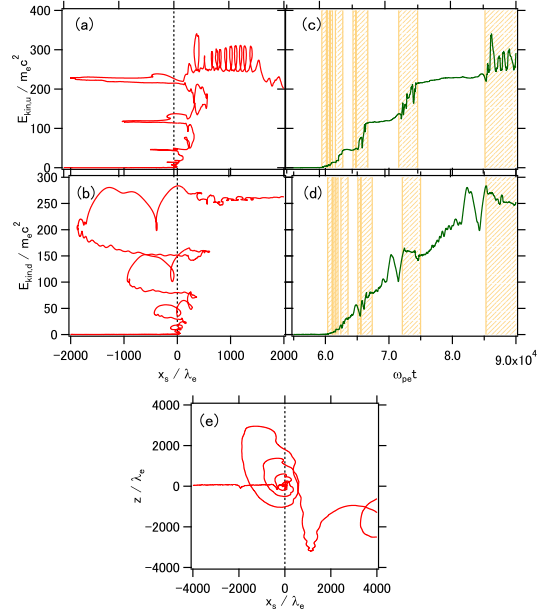 (a)
(c)
E_kin,u / m_e c^2
400
300
200
100
0
(b)
(d)
E_kin,d / m_e c^2
300
250
200
150
100
50
0
-2000 -1000 0 1000 2000
x_s / λ_e
6.0 7.0 8.0 9.0x10^4
ω_pe t
(e)
z / λ_e
4000
2000
0
-2000
-4000
-4000 -2000 0 2000 4000
x_s / λ_e